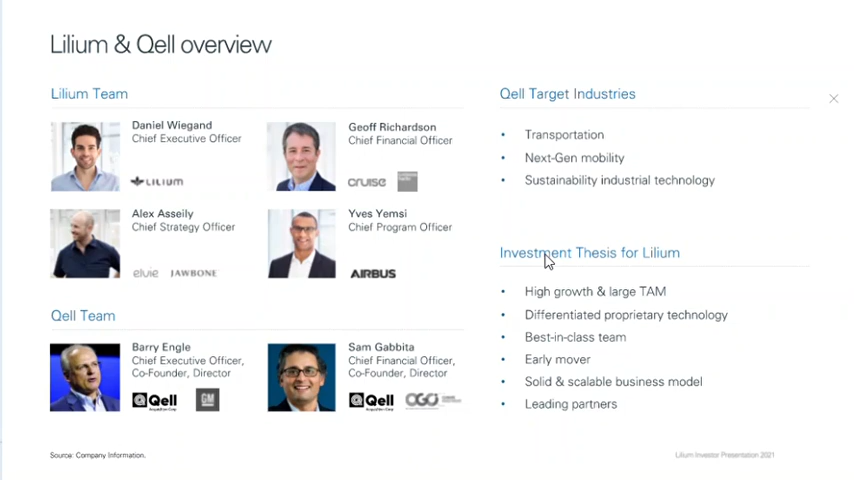 Lilium & Qell overview
Lilium Team
Daniel Wiegand
Chief Executive Officer
LILIUM
Geoff Richardson
Chief Financial Officer
cruise
Alex Asseily
Chief Strategy Officer
elvie JAWBONE
Yves Yemsi
Chief Program Officer
AIRBUS
Qell Team
Barry Engle
Chief Executive Officer,
Co-Founder, Director
Qell
Acquisition Corp
GM
Sam Gabbita
Chief Financial Officer,
Co-Founder, Director
Qell
Acquisition Corp
Qell Target Industries
• Transportation
• Next-Gen mobility
• Sustainability industrial technology
Investment Thesis for Lilium
• High growth & large TAM
• Differentiated proprietary technology
• Best-in-class team
• Early mover
• Solid & scalable business model
• Leading partners
Source: Company Information.
Lilium Investor Presentation 2021